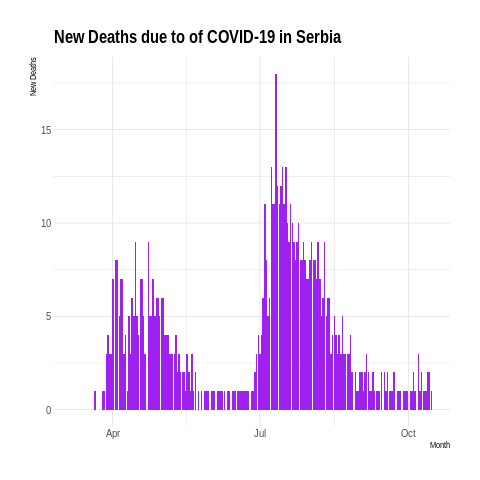 New Deaths due to of COVID-19 in Serbia
New Deaths
15
10
5
0
Apr
Jul
Oct
Month